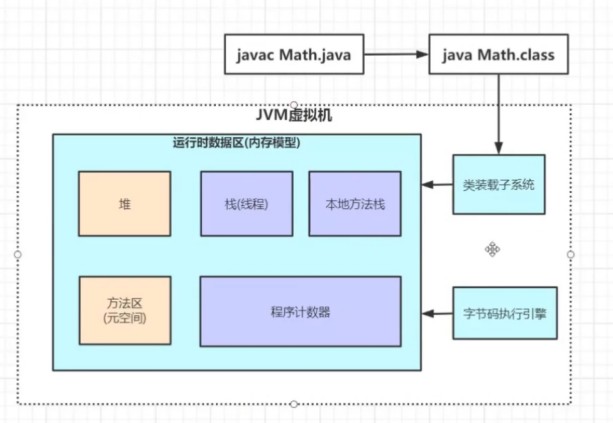 javac Math.java
java Math.class
JVM虚拟机
运行时数据区(内存模型)
堆
栈(线程)
本地方法栈
类装载子系统
方法区
(元空间)
程序计数器
字节码执行引擎